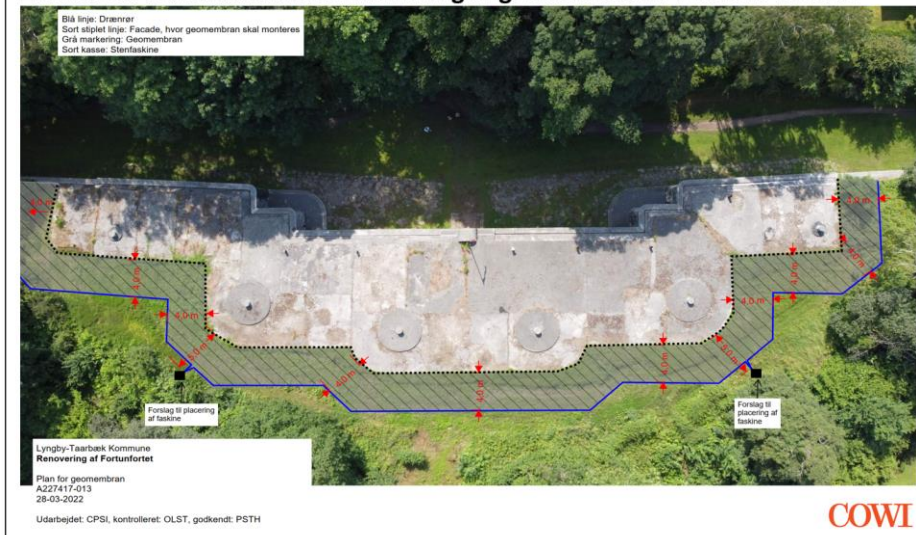 Blå linje: Drænrør
Sort stiplet linje: Facade, hvor geomembran skal monteres
Grå markering: Geomembran
Sort kasse: Stenfaskine
4.0 m
4.0 m
4.0 m
5.0 m
4.0 m
4.0 m
4.0 m
5.0 m
4.0 m
4.0 m
4.0 m
Forslag til placering
af faskine
Forslag til
placering af
faskine
Lyngby-Taarbæk Kommune
Renovering af Fortunfortet
Plan for geomembran
A227417-013
28-03-2022
Udarbejdet: CPSI, kontrolleret: OLST, godkendt: PSTH
COWI